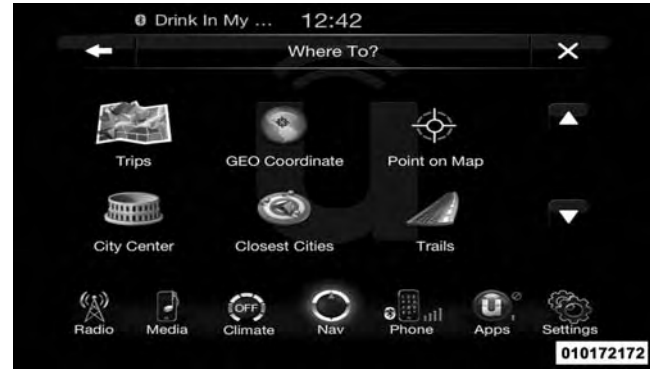 Drink In My ... 12:42
Where To?
Trips GEO Coordinate Point on Map
City Center Closest Cities Trails
OFF
Radio Media Climate Nav Phone Apps Settings
010172172